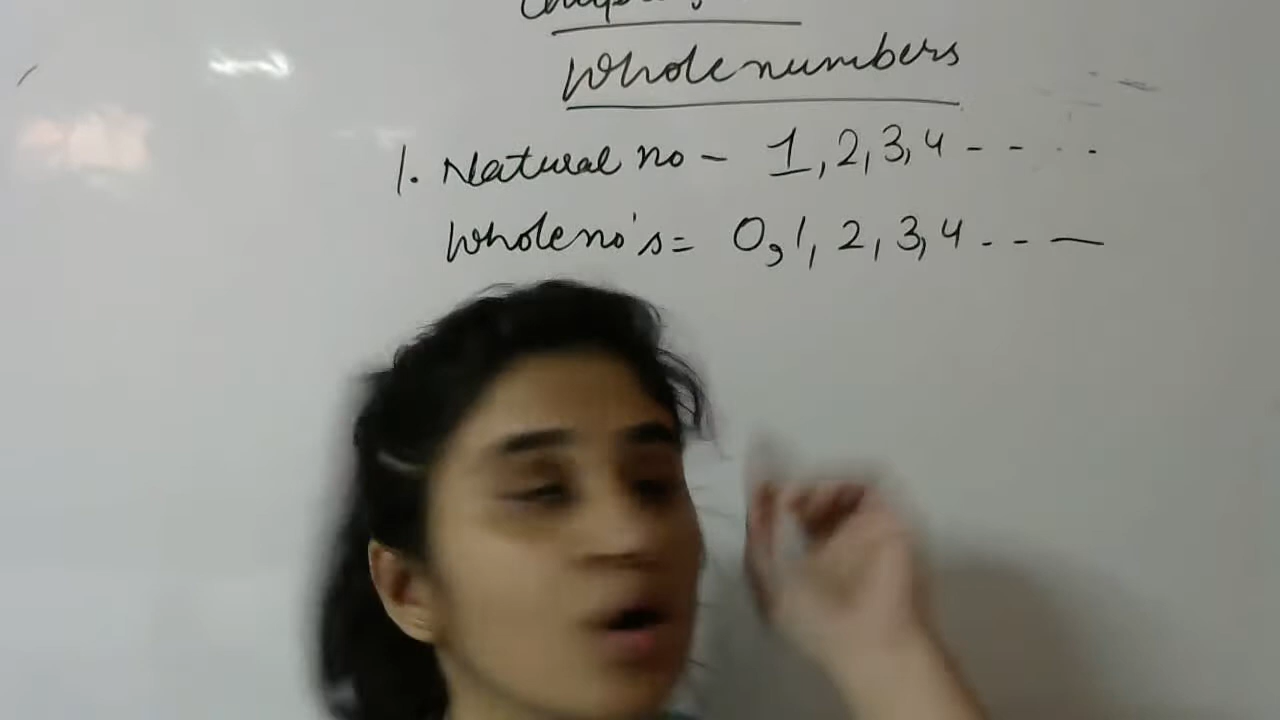 Whole numbers
1. Natural no - 1, 2, 3, 4 - - - -
Whole no's = 0, 1, 2, 3, 4 - - —